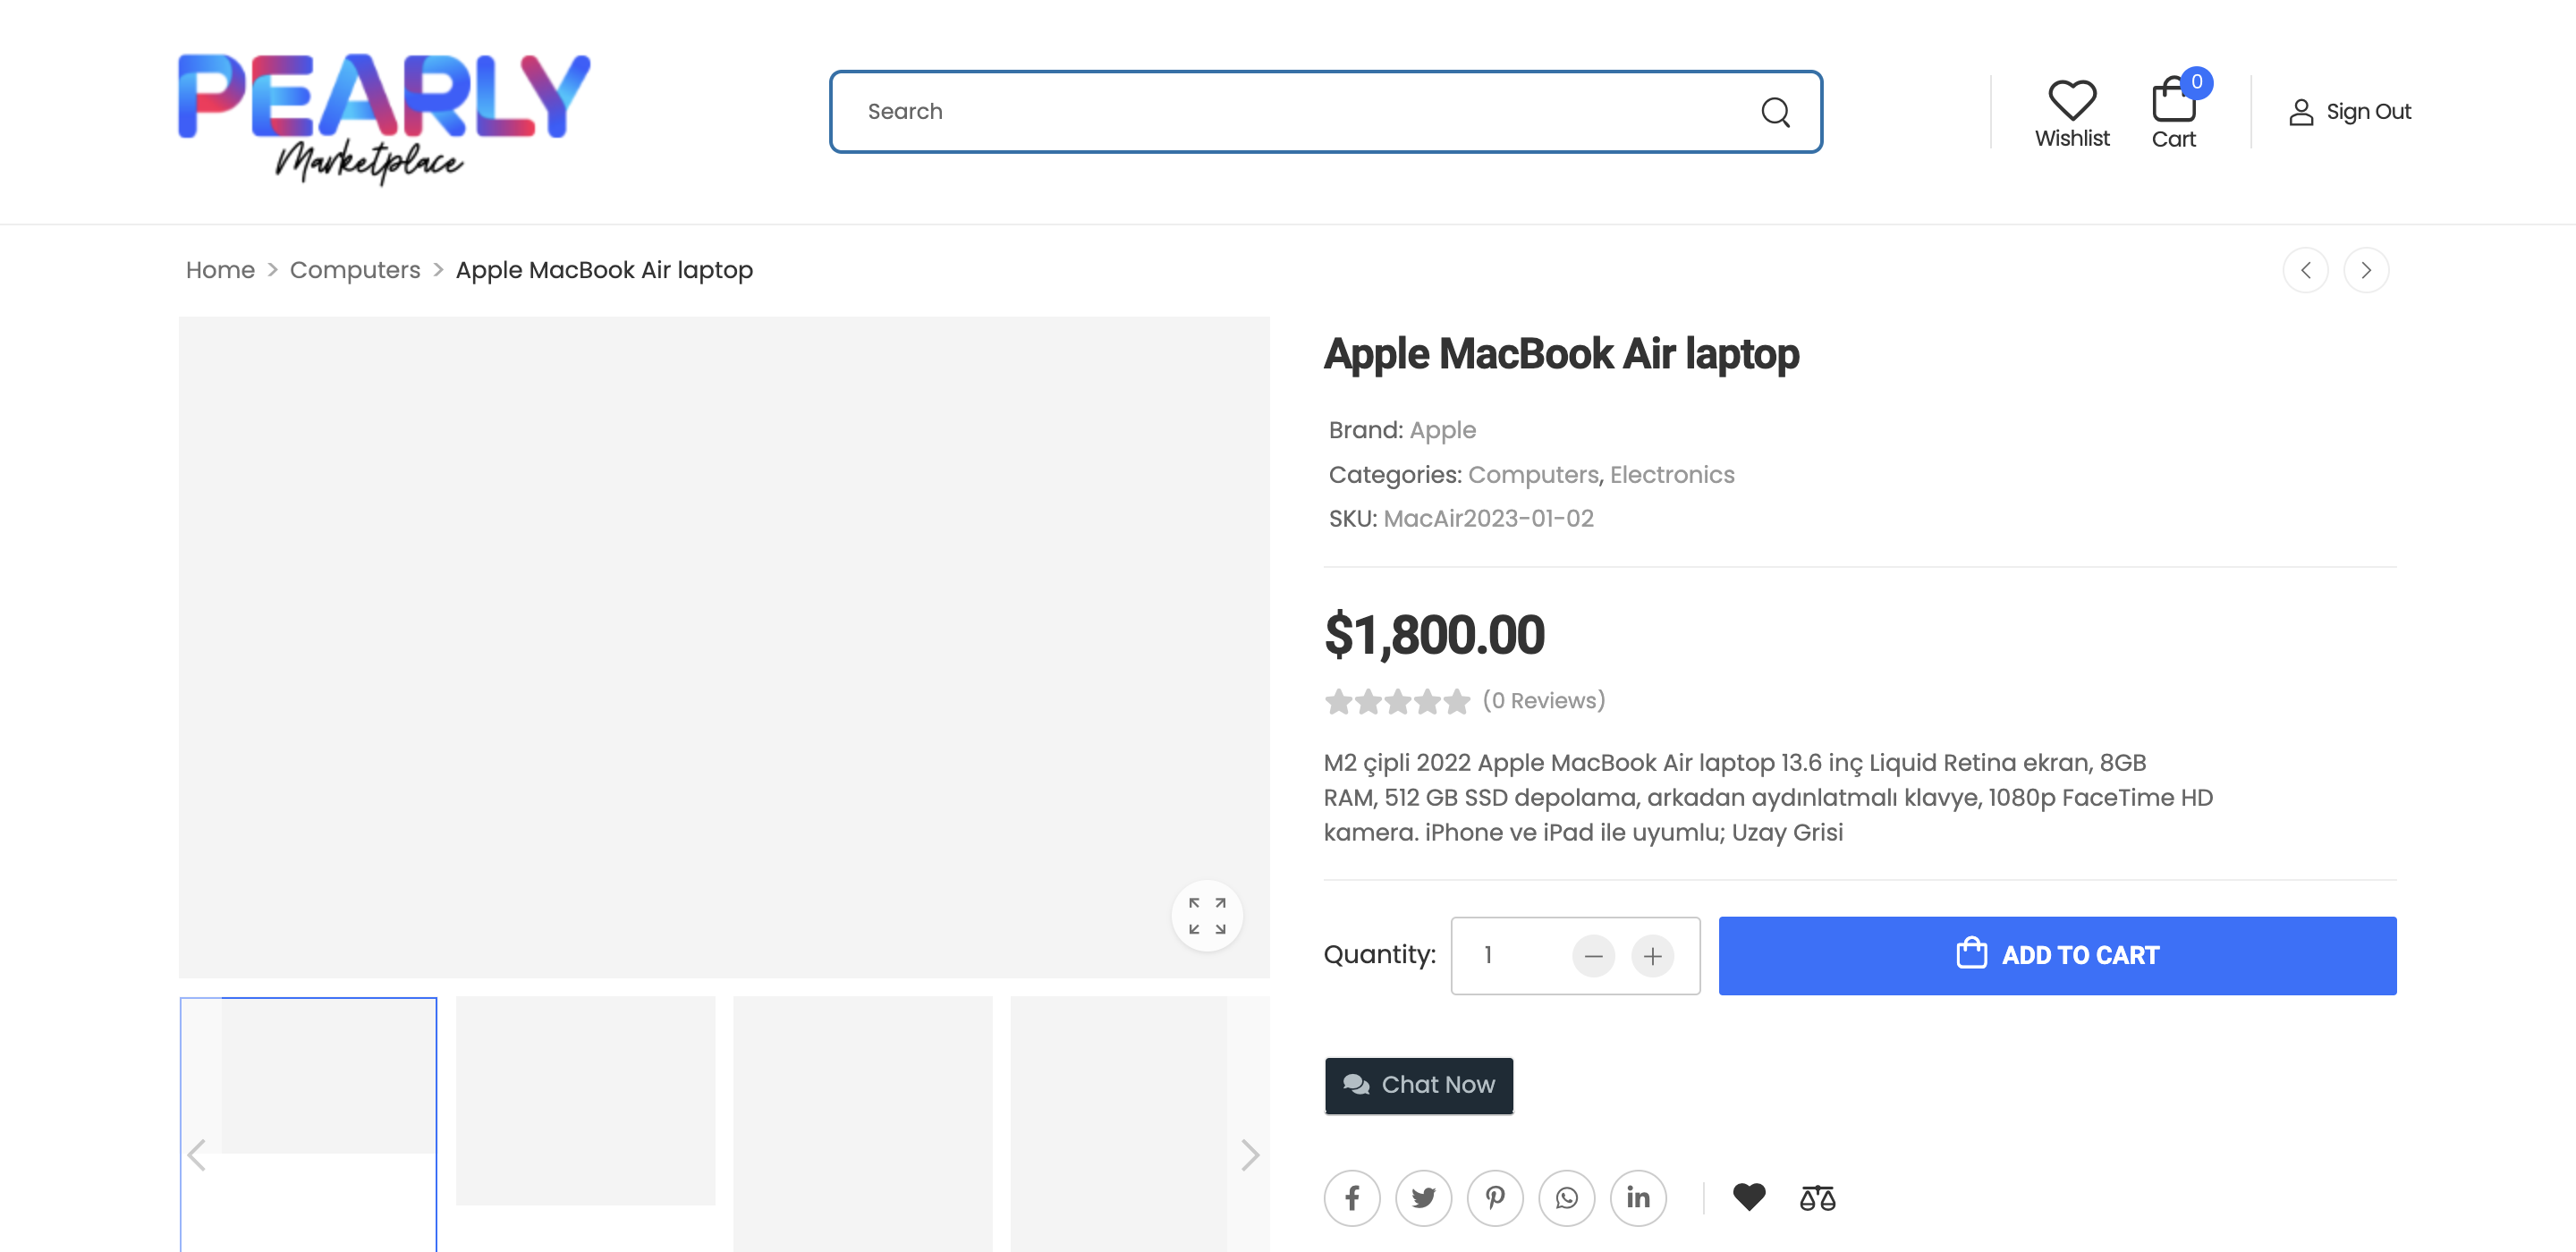 PEARLY
Marketplace
Search
Wishlist
0
Cart
Sign Out
Home > Computers > Apple MacBook Air laptop
Apple MacBook Air laptop
Brand: Apple
Categories: Computers, Electronics
SKU: MacAir2023-01-02
$1,800.00
(0 Reviews)
M2 çipli 2022 Apple MacBook Air laptop 13.6 inç Liquid Retina ekran, 8GB
RAM, 512 GB SSD depolama, arkadan aydınlatmalı klavye, 1080p FaceTime HD
kamera. iPhone ve iPad ile uyumlu; Uzay Grisi
Quantity: 1
ADD TO CART
Chat Now